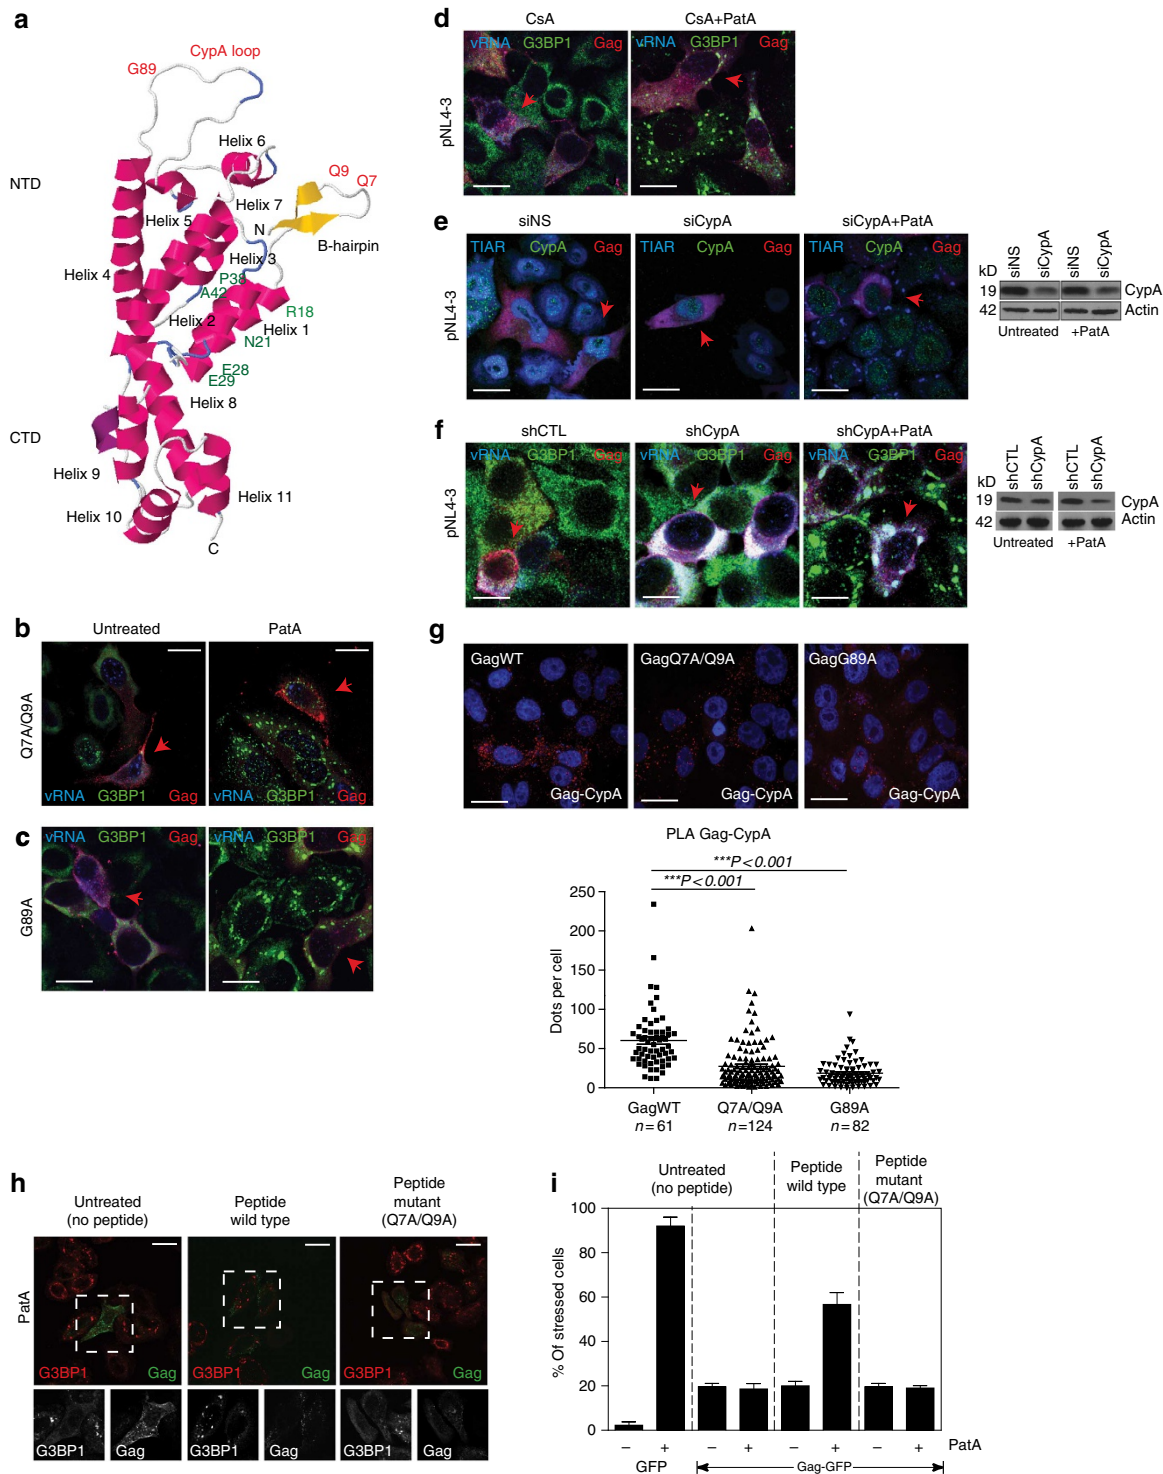 a
CypA loop
G89
Helix 6
NTD
Q9
Q7
Helix 7
Helix 5
N
B-hairpin
Helix 3
Helix 4
P38
A42
R18
Helix 2
Helix 1
N21
E28
E29
Helix 8
CTD
Helix 9
Helix 11
Helix 10
C
b
Untreated
PatA
Q7A/Q9A
vRNA G3BP1 Gag
vRNA G3BP1 Gag
c
vRNA G3BP1 Gag
vRNA G3BP1 Gag
G89A
d
CsA
CsA+PatA
vRNA G3BP1 Gag
vRNA G3BP1 Gag
pNL4-3
e
siNS
siCypA
siCypA+PatA
TIAR CypA Gag
TIAR CypA Gag
TIAR CypA Gag
pNL4-3
siNS
siCypA
siNS
siCypA
kD
19
CypA
42
Actin
Untreated
+PatA
f
shCTL
shCypA
shCypA+PatA
vRNA G3BP1 Gag
vRNA G3BP1 Gag
vRNA G3BP1 Gag
pNL4-3
shCTL
shCypA
shCTL
shCypA
kD
19
CypA
42
Actin
Untreated
+PatA
g
GagWT
GagQ7A/Q9A
GagG89A
Gag-CypA
Gag-CypA
Gag-CypA
PLA Gag-CypA
***P<0.001
***P<0.001
Dots per cell
250
200
150
100
50
0
GagWT
n=61
Q7A/Q9A
n=124
G89A
n=82
h
Untreated
(no peptide)
Peptide
wild type
Peptide
mutant
(Q7A/Q9A)
PatA
G3BP1 Gag
G3BP1 Gag
G3BP1 Gag
G3BP1
Gag
G3BP1
Gag
G3BP1
Gag
i
Untreated
(no peptide)
Peptide
wild type
Peptide
mutant
(Q7A/Q9A)
% Of stressed cells
100
80
60
40
20
0
– + – + – + – + PatA
GFP
Gag-GFP